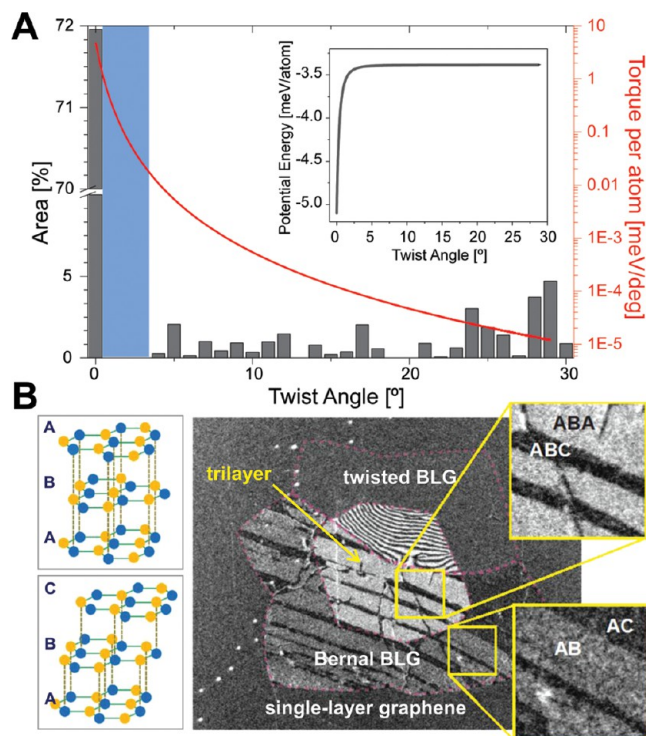 A
72
71
70
5
0
Area [%]
0
10
20
30
Twist Angle [º]
10
1
0.1
0.01
1E-3
1E-4
1E-5
Torque per atom [meV/deg]
-3.5
-4.0
-4.5
-5.0
Potential Energy [meV/atom]
0 5 10 15 20 25 30
Twist Angle [º]
B
A
B
A
C
B
A
trilayer
twisted BLG
Bernal BLG
single-layer graphene
ABA
ABC
AC
AB